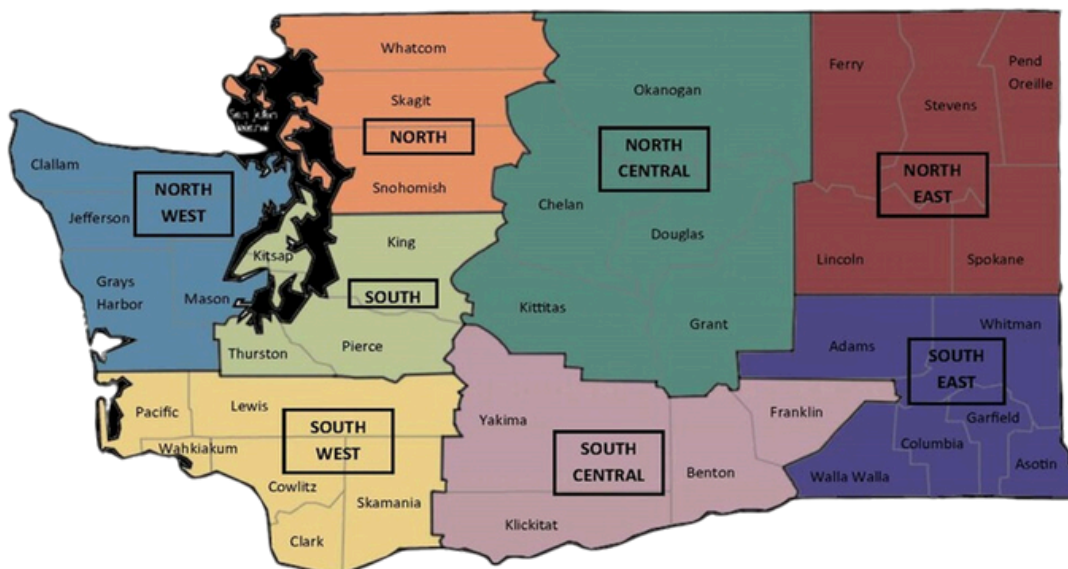 Whatcom
Skagit
NORTH
Snohomish
Clallam
NORTH
WEST
Jefferson
Grays
Harbor
Mason
Kitsap
King
SOUTH
Thurston
Pierce
Okanogan
NORTH
CENTRAL
Chelan
Douglas
Kittitas
Grant
Ferry
Stevens
Pend
Oreille
NORTH
EAST
Lincoln
Spokane
Adams
Whitman
SOUTH
EAST
Garfield
Columbia
Asotin
Walla Walla
Pacific
Lewis
SOUTH
WEST
Wahkiakum
Cowlitz
Skamania
Clark
Yakima
SOUTH
CENTRAL
Franklin
Benton
Klickitat